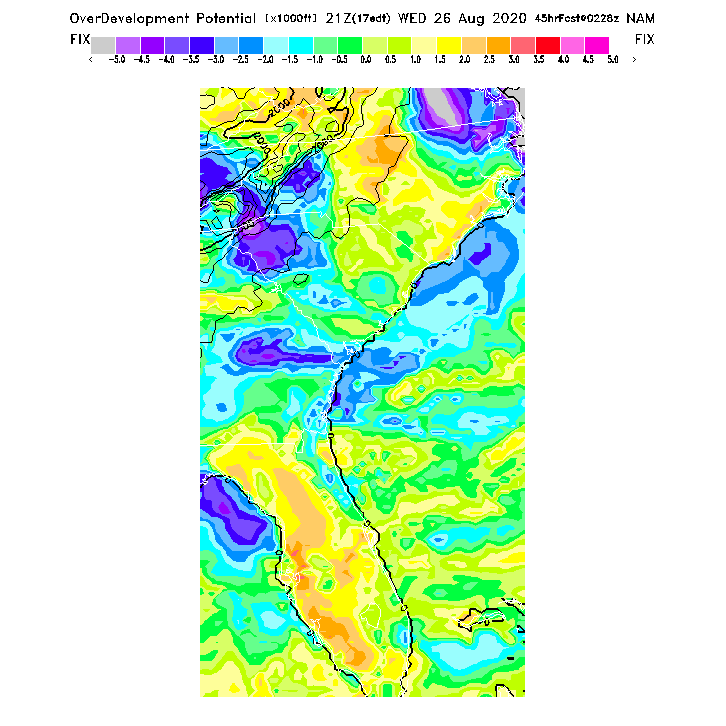 OverDevelopment Potential [x1000ft] 21Z(17edt) WED 26 Aug 2020 45hrFcst@0228z NAM
FIX FIX
< -5.0 -4.5 -4.0 -3.5 -3.0 -2.5 -2.0 -1.5 -1.0 -0.5 0.0 0.5 1.0 1.5 2.0 2.5 3.0 3.5 4.0 4.5 5.0 >
2000
2000